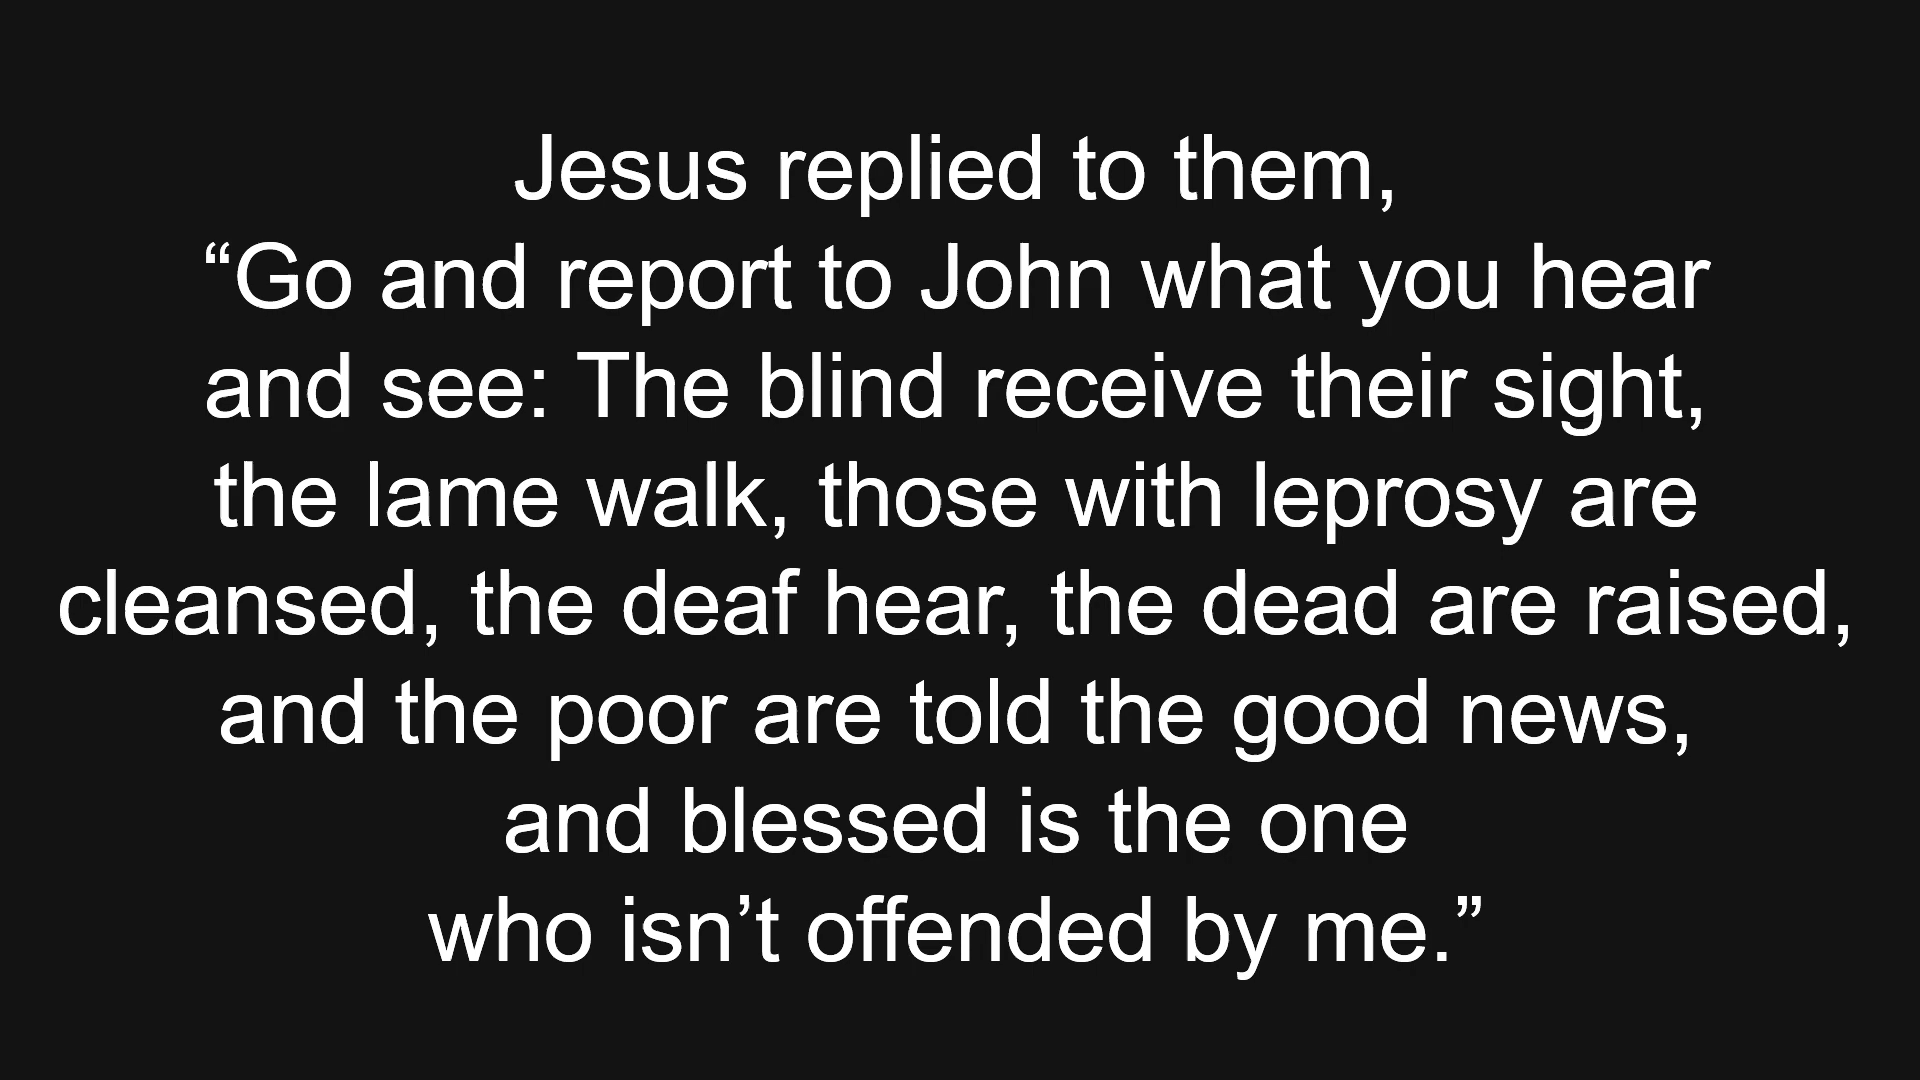 Jesus replied to them,
“Go and report to John what you hear
and see: The blind receive their sight,
the lame walk, those with leprosy are
cleansed, the deaf hear, the dead are raised,
and the poor are told the good news,
and blessed is the one
who isn’t offended by me.”